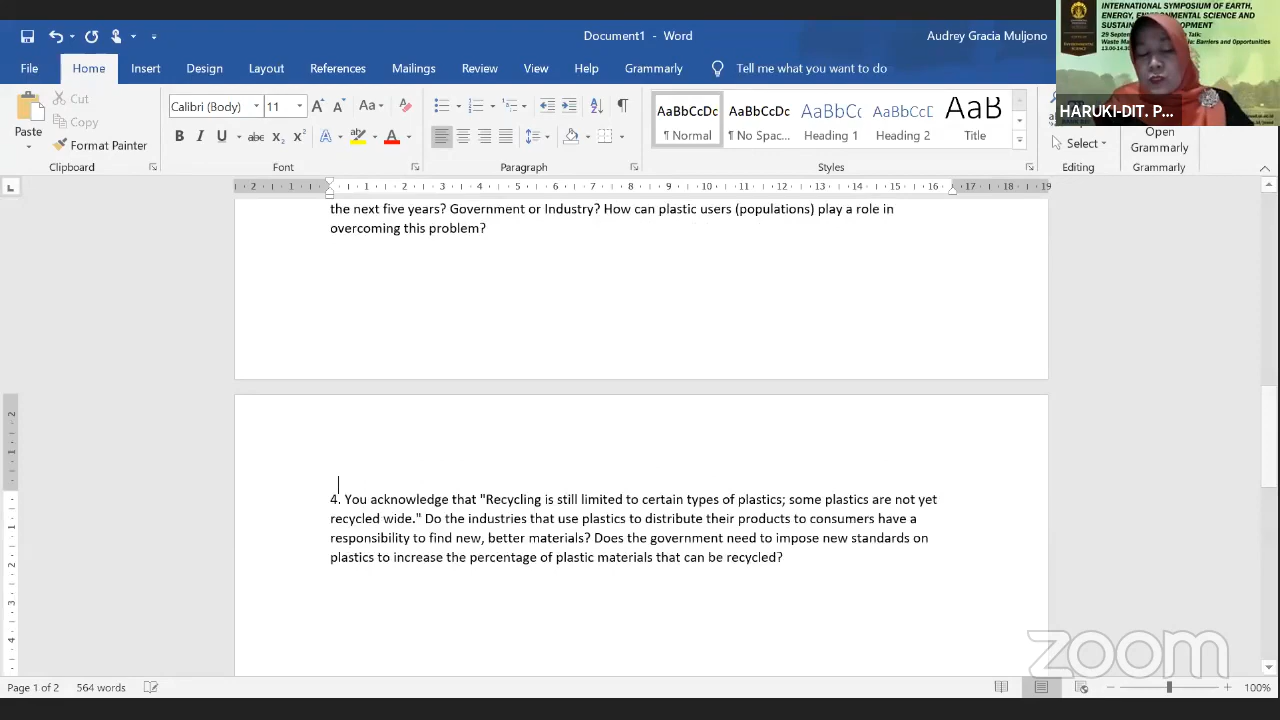 Document1 - Word
Audrey Gracia Muljono
File Home Insert Design Layout References Mailings Review View Help Grammarly Tell me what you want to do
Paste
Cut
Copy
Format Painter
Clipboard
Calibri (Body) 11
Font
Paragraph
AaBbCcDc AaBbCcDc AaBbCc AaBbCcD AaB
¶ Normal ¶ No Spac... Heading 1 Heading 2 Title
Styles
Select
Editing
Open
Grammarly
Grammarly
INTERNATIONAL SYMPOSIUM OF EARTH,
ENERGY, ENVIRONMENTAL SCIENCE AND
HARUKI-DIT. P...
the next five years? Government or Industry? How can plastic users (populations) play a role in
overcoming this problem?
4. You acknowledge that "Recycling is still limited to certain types of plastics; some plastics are not yet
recycled wide." Do the industries that use plastics to distribute their products to consumers have a
responsibility to find new, better materials? Does the government need to impose new standards on
plastics to increase the percentage of plastic materials that can be recycled?
zoom
Page 1 of 2 564 words
100%